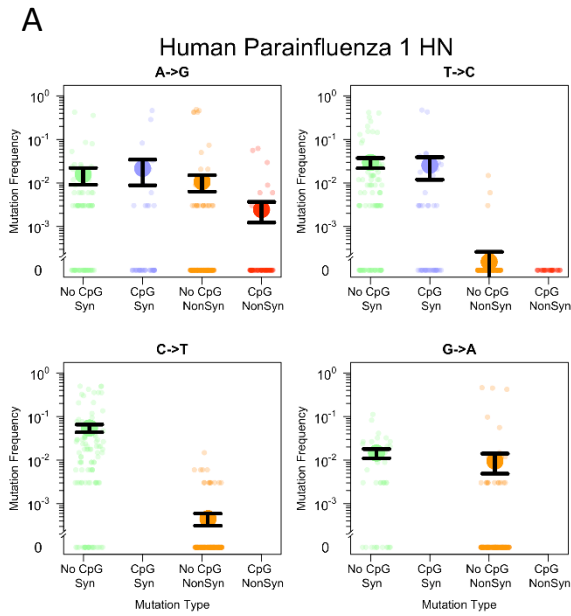 A
Human Parainfluenza 1 HN
A->G
T->C
Mutation Frequency
10^0
10^-1
10^-2
10^-3
0
No CpG Syn
CpG Syn
No CpG NonSyn
CpG NonSyn
Mutation Frequency
10^0
10^-1
10^-2
10^-3
0
No CpG Syn
CpG Syn
No CpG NonSyn
CpG NonSyn
C->T
G->A
Mutation Frequency
10^0
10^-1
10^-2
10^-3
0
No CpG Syn
CpG Syn
No CpG NonSyn
CpG NonSyn
Mutation Type
Mutation Frequency
10^0
10^-1
10^-2
10^-3
0
No CpG Syn
CpG Syn
No CpG NonSyn
CpG NonSyn
Mutation Type